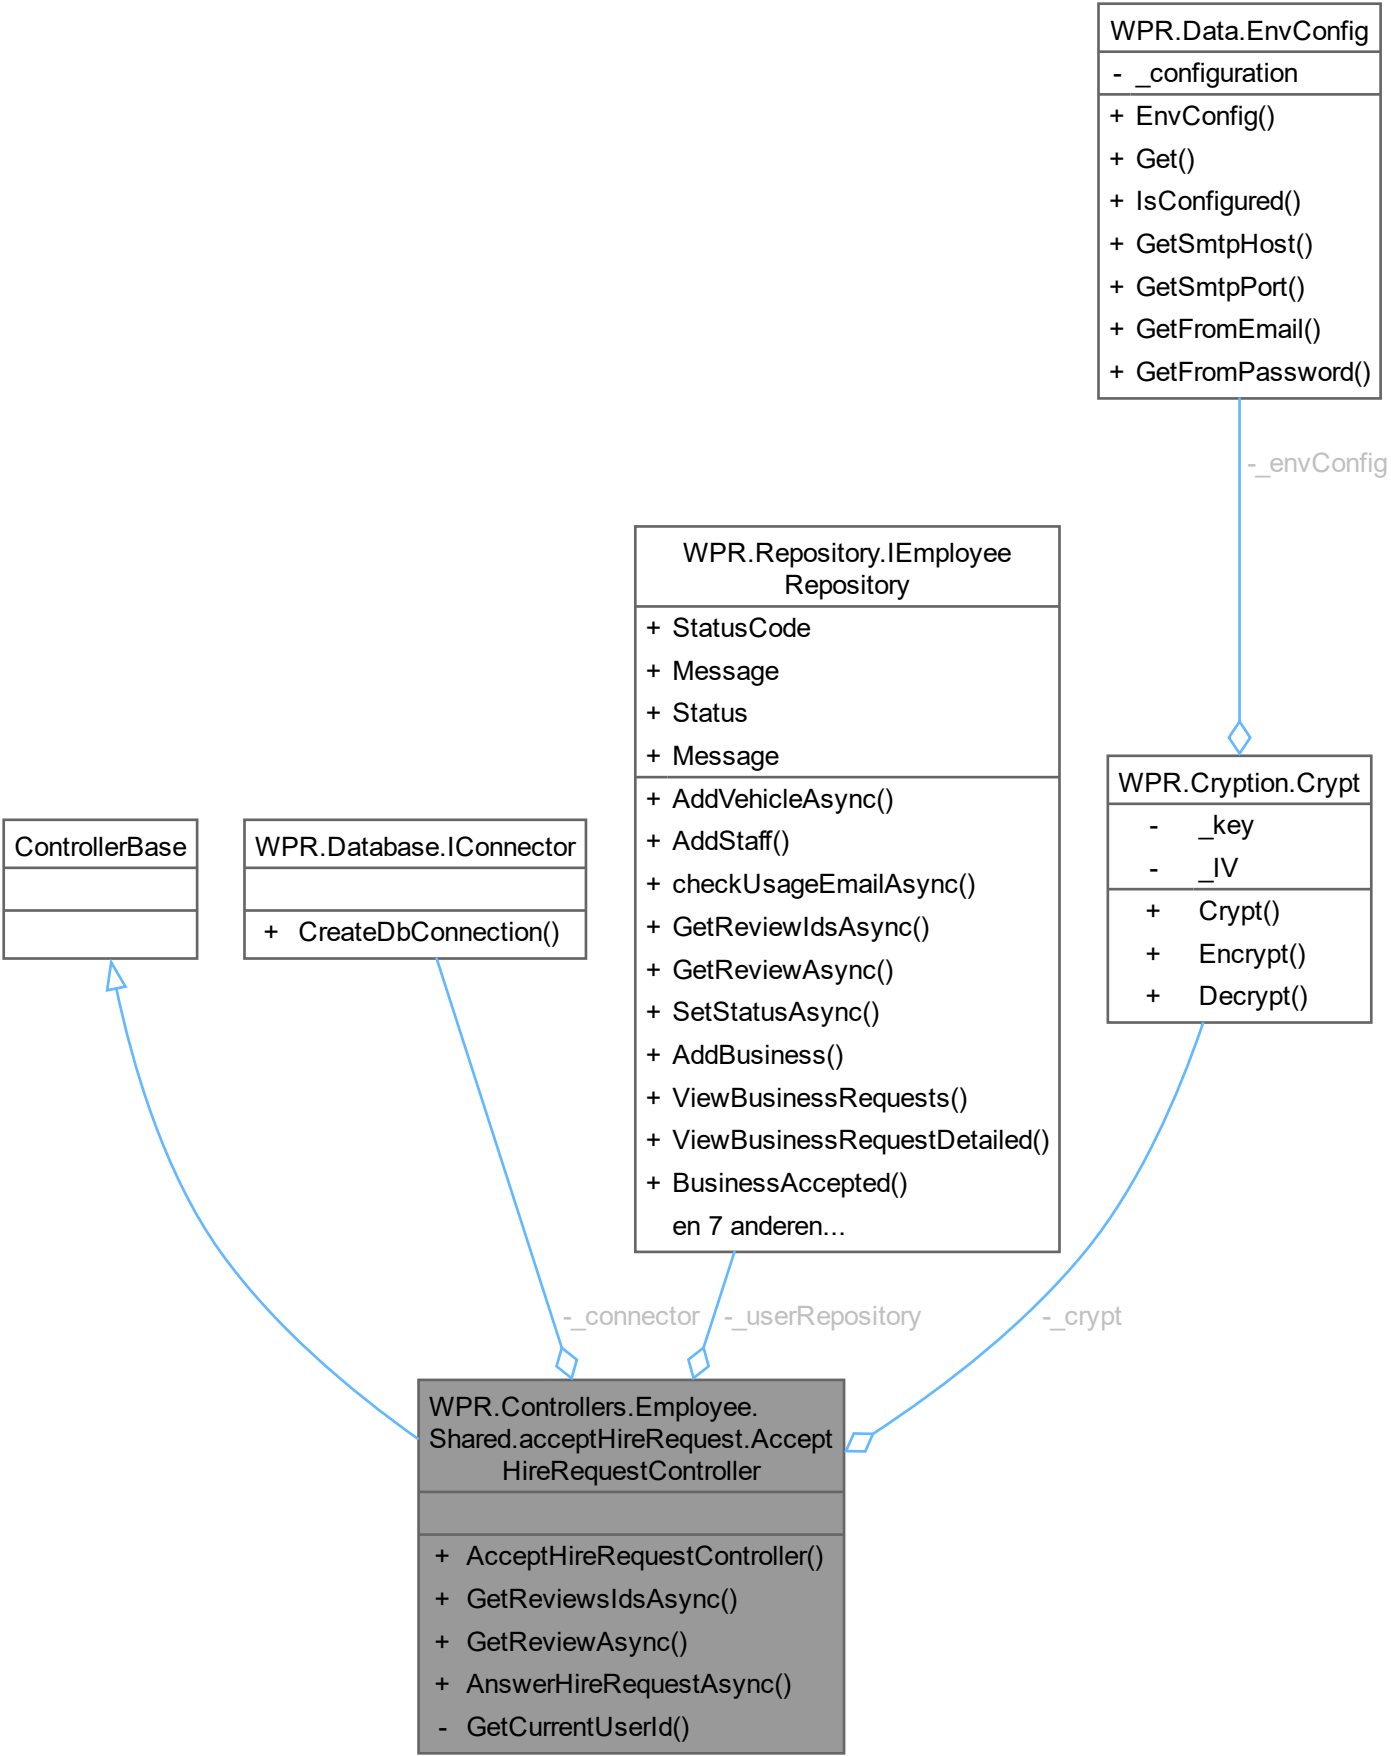 WPR.Data.EnvConfig
- _configuration
+ EnvConfig()
+ Get()
+ IsConfigured()
+ GetSmtpHost()
+ GetSmtpPort()
+ GetFromEmail()
+ GetFromPassword()
-_envConfig
WPR.Repository.IEmployee
Repository
+ StatusCode
+ Message
+ Status
+ Message
+ AddVehicleAsync()
+ AddStaff()
+ checkUsageEmailAsync()
+ GetReviewIdsAsync()
+ GetReviewAsync()
+ SetStatusAsync()
+ AddBusiness()
+ ViewBusinessRequests()
+ ViewBusinessRequestDetailed()
+ BusinessAccepted()
en 7 anderen...
WPR.Cryption.Crypt
- _key
- _IV
+ Crypt()
+ Encrypt()
+ Decrypt()
ControllerBase
WPR.Database.IConnector
+ CreateDbConnection()
-_connector
-_userRepository
-_crypt
WPR.Controllers.Employee.
Shared.acceptHireRequest.Accept
HireRequestController
+ AcceptHireRequestController()
+ GetReviewsIdsAsync()
+ GetReviewAsync()
+ AnswerHireRequestAsync()
- GetCurrentUserId()